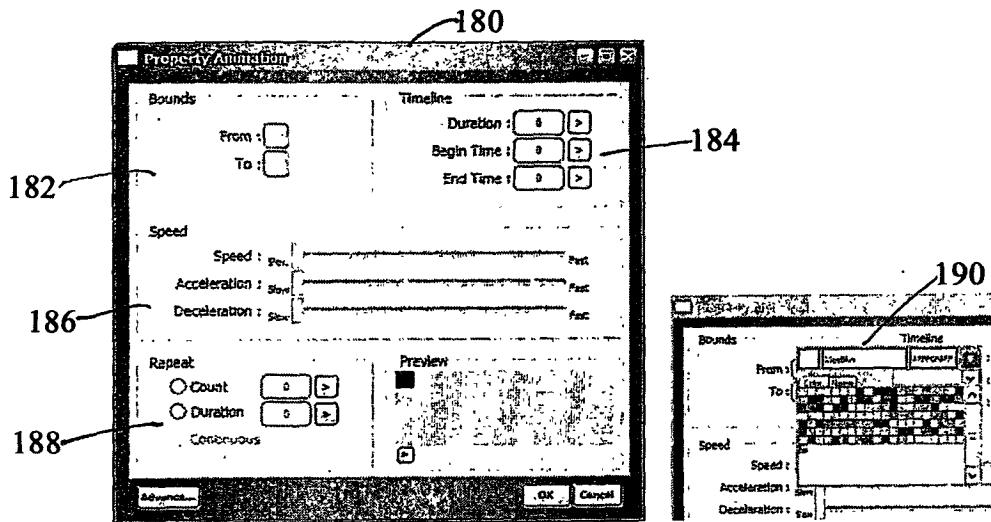 180
Property Animation
Bounds
Timeline
From :
Duration : 0 >
To :
Begin Time : 0 >
184
End Time : 0 >
182
Speed
Speed : Fast
Acceleration : Slow Fast
Deceleration : Slow Fast
186
Repeat
Preview
Count 0 >
Duration 0 >
188
Continuous
Advance...
OK Cancel
190
Bounds
Timeline
From :
To :
Speed
Speed :
Acceleration : Slow
Deceleration : Slow